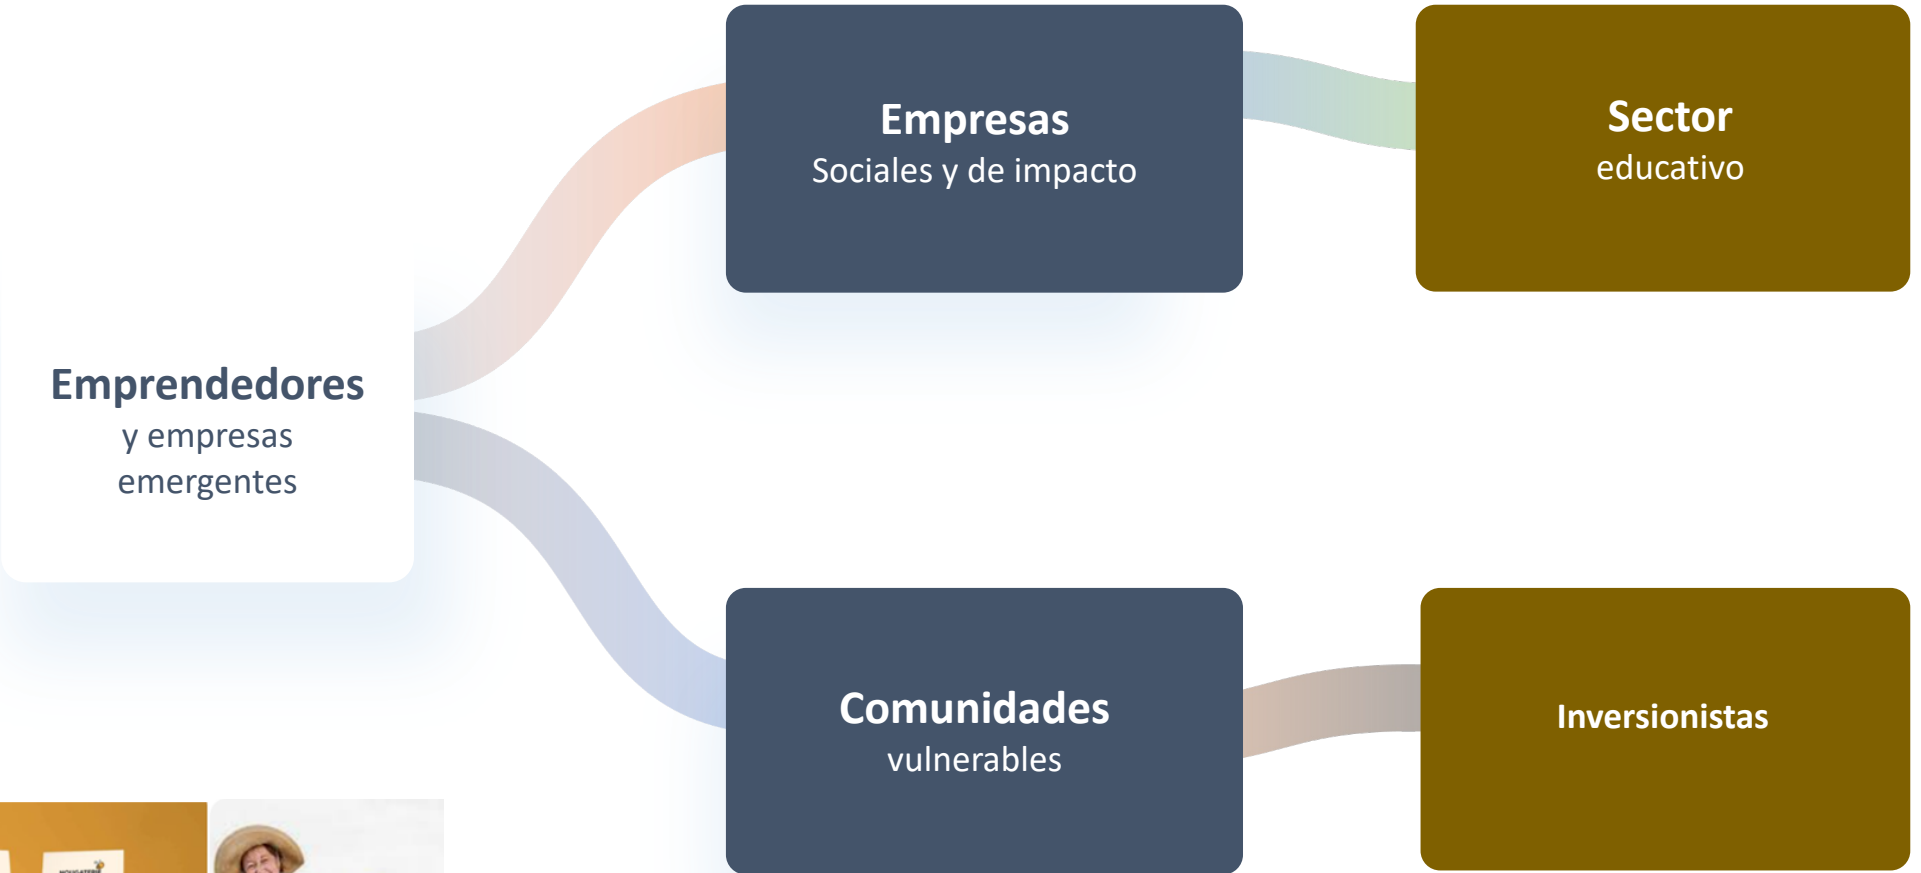 Emprendedores
y empresas
emergentes
Empresas
Sociales y de impacto
Sector
educativo
Comunidades
vulnerables
Inversionistas